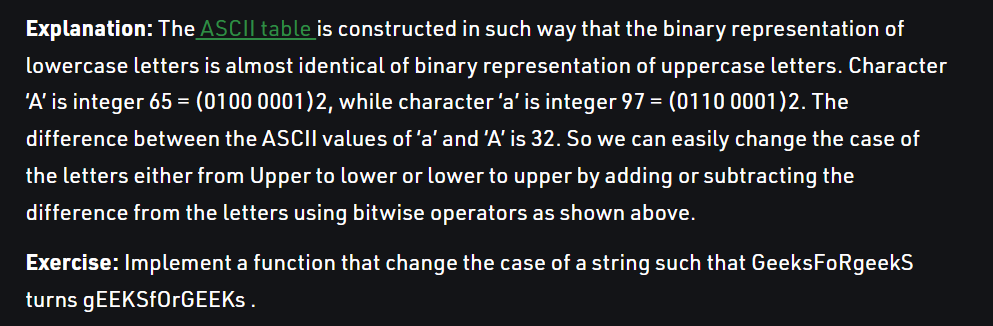 Explanation: The ASCII table is constructed in such way that the binary representation of
lowercase letters is almost identical of binary representation of uppercase letters. Character
‘A’ is integer 65 = (0100 0001)2, while character ‘a’ is integer 97 = (0110 0001)2. The
difference between the ASCII values of ‘a’ and ‘A’ is 32. So we can easily change the case of
the letters either from Upper to lower or lower to upper by adding or subtracting the
difference from the letters using bitwise operators as shown above.
Exercise: Implement a function that change the case of a string such that GeeksFoRgeekS
turns gEEKSfOrGEEKs .